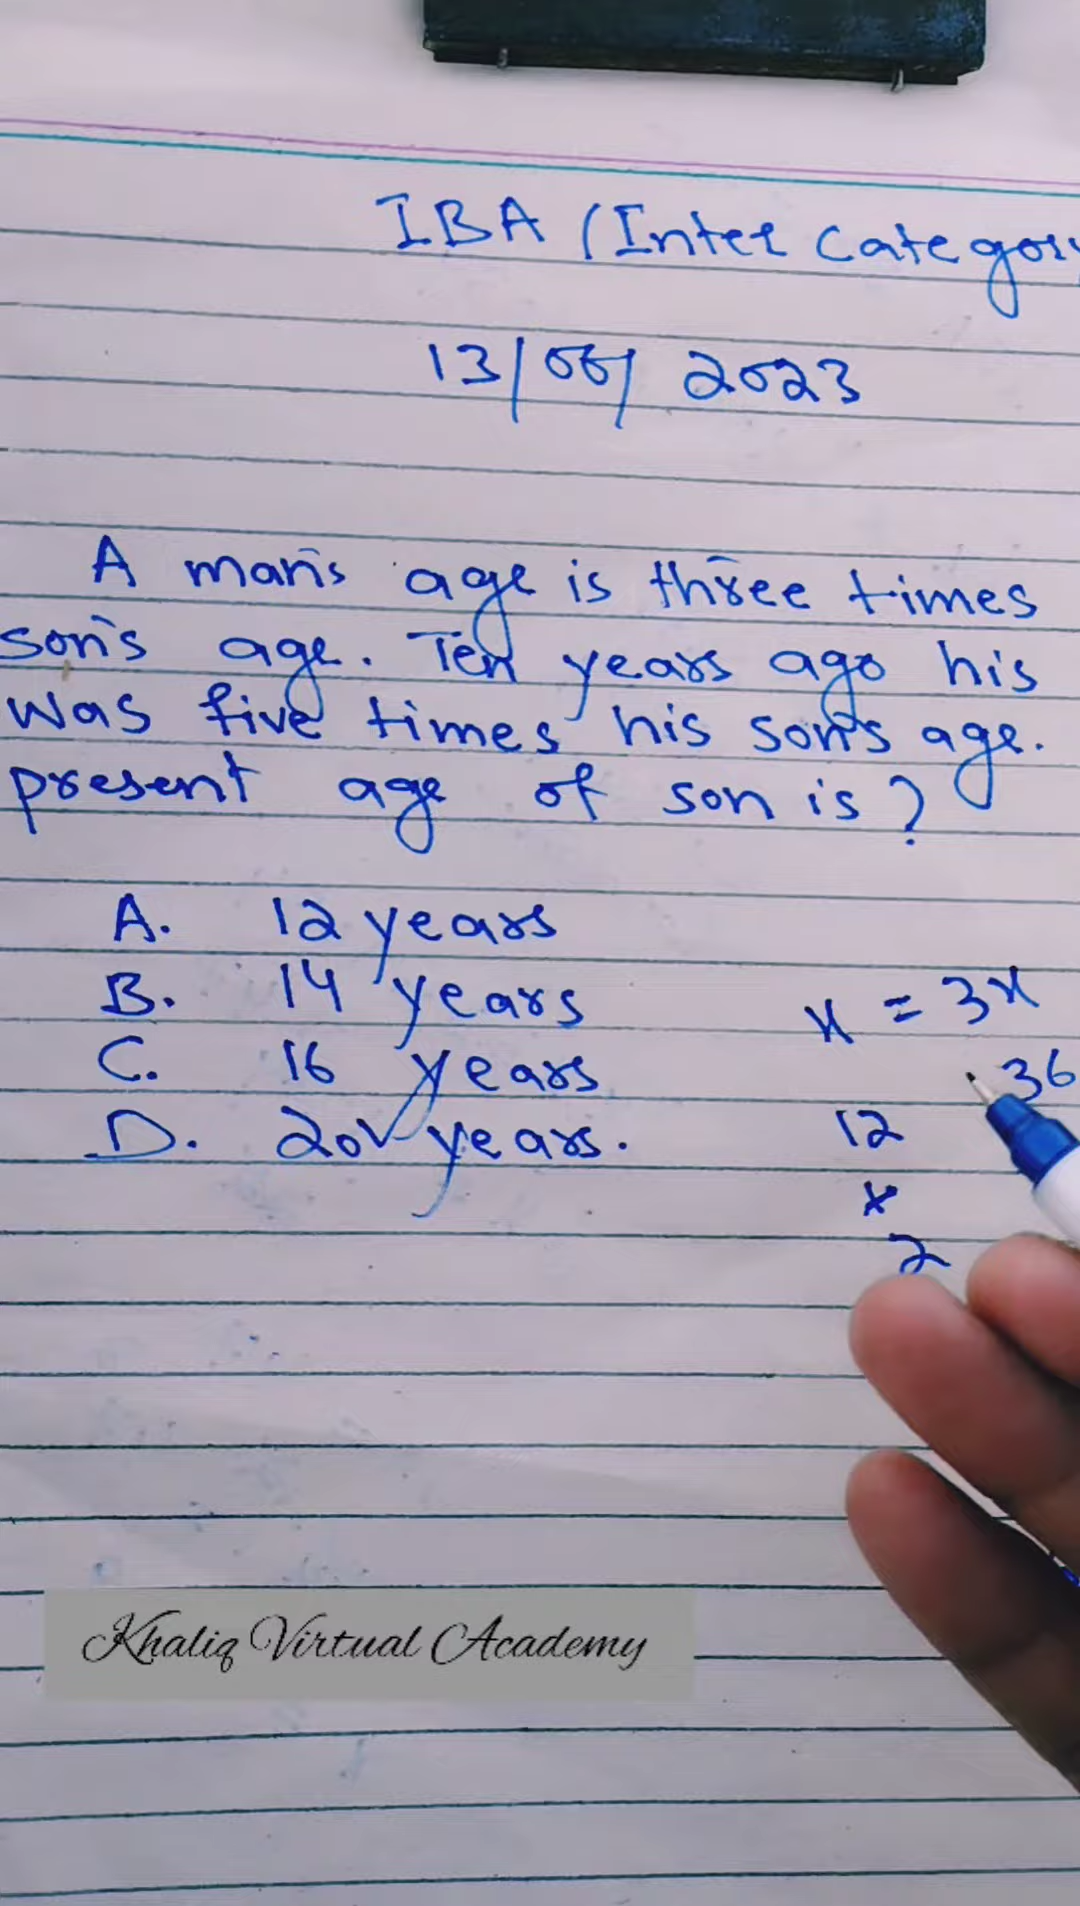 IBA (Inter Category
13/08/2023
A man's age is three times
son's age. Ten years ago his
was five times his son's age.
present age of son is?
A. 12 years
B. 14 years
C. 16 years
D. 20 years.
x = 3x
36
12
x
2
Khaliq Virtual Academy